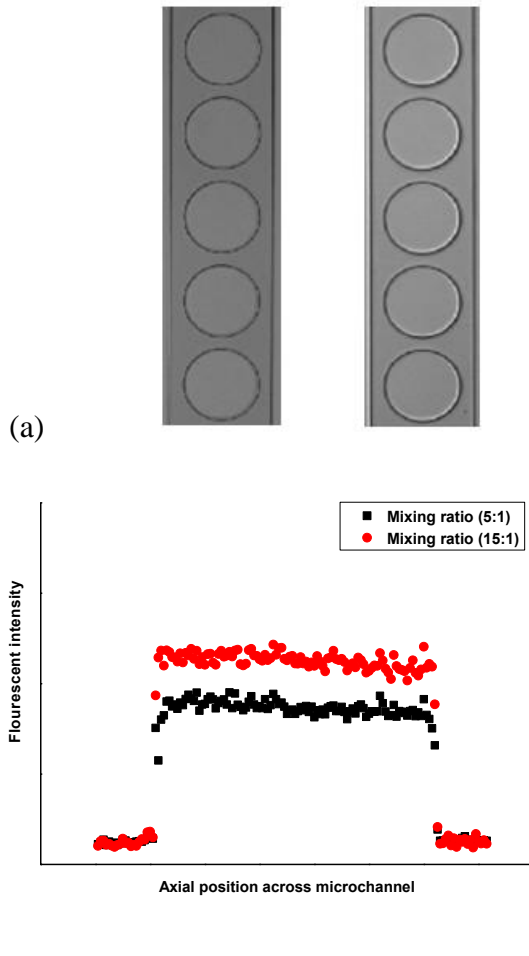 (a)
Mixing ratio (5:1)
Mixing ratio (15:1)
Flourescent intensity
Axial position across microchannel